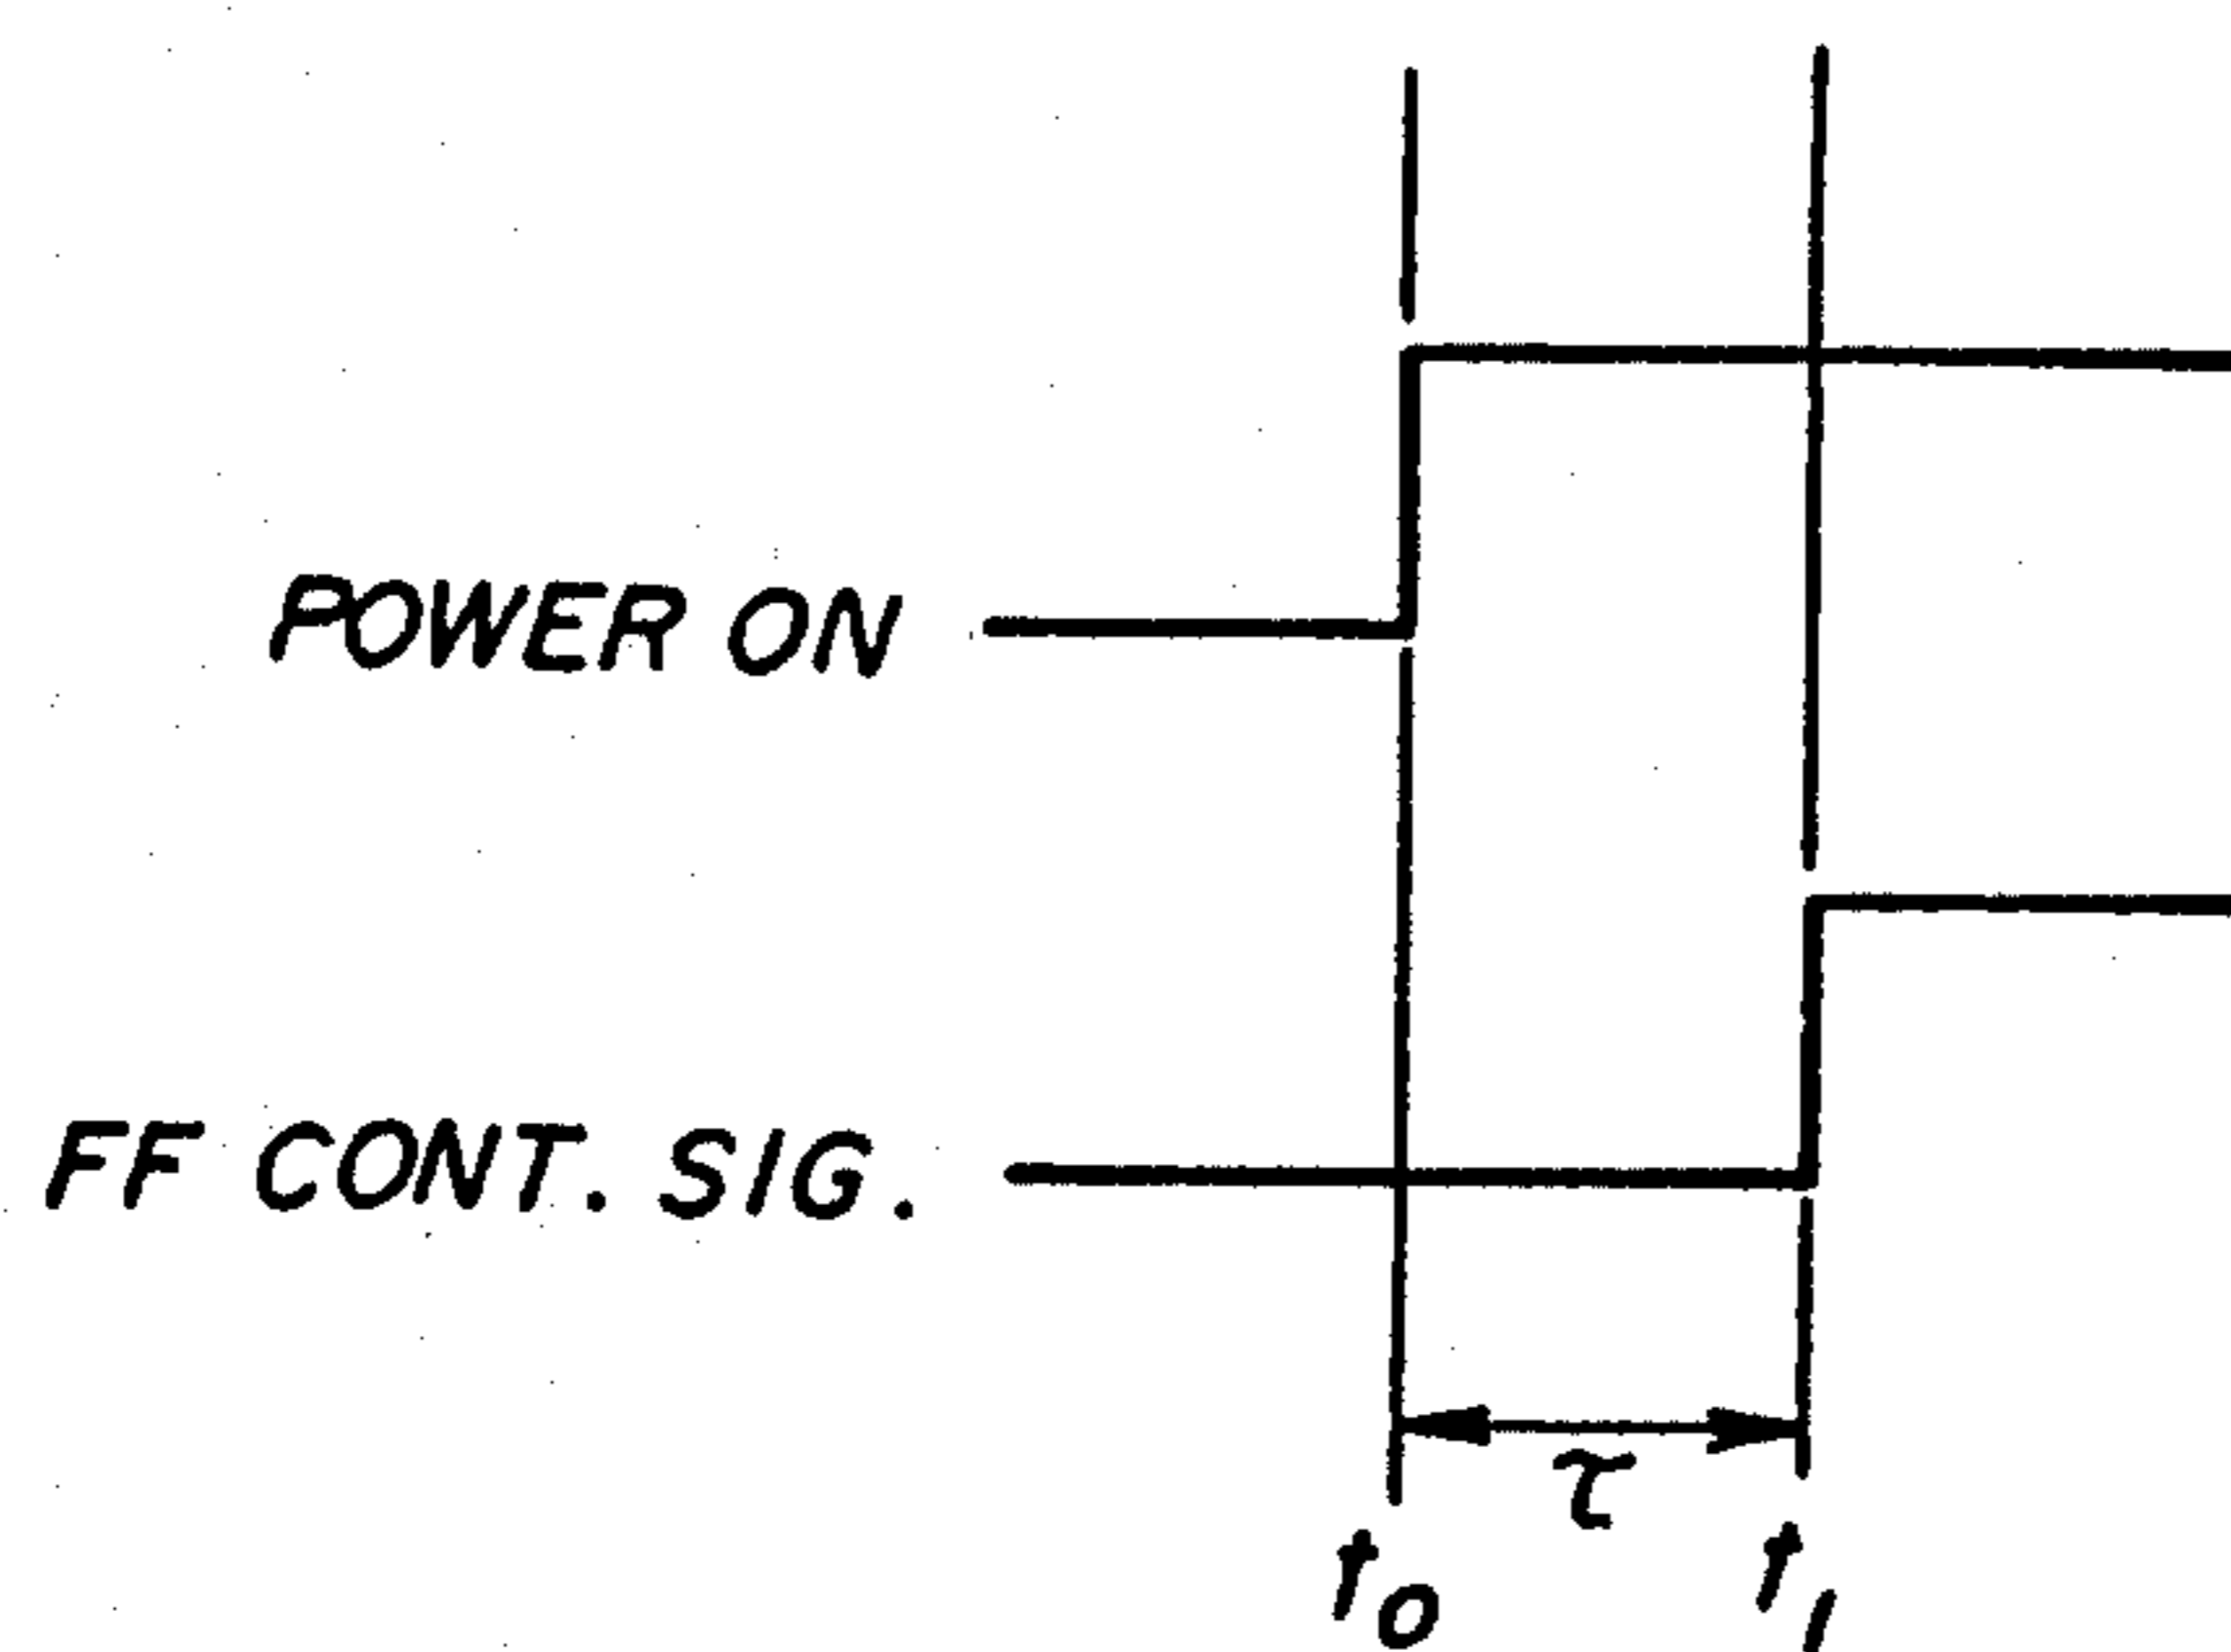 POWER ON
FF CONT. SIG.
τ
t₀ t₁